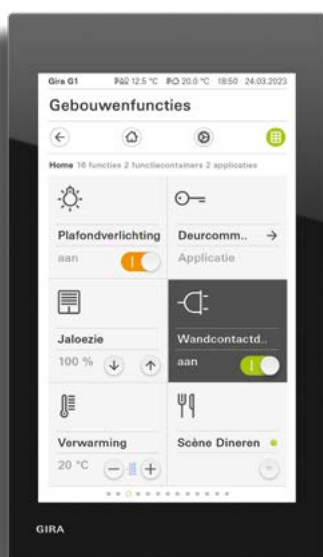 Gira G1 12.5 °C 20.0 °C 18:50 24.03.2023
Gebouwenfuncties
Home 16 functies 2 functiecontainers 2 applicaties
Plafondverlichting
aan
Deurcomm..
Applicatie
Jaloezie
100 %
Wandcontactd..
aan
Verwarming
20 °C
Scène Dineren
GIRA